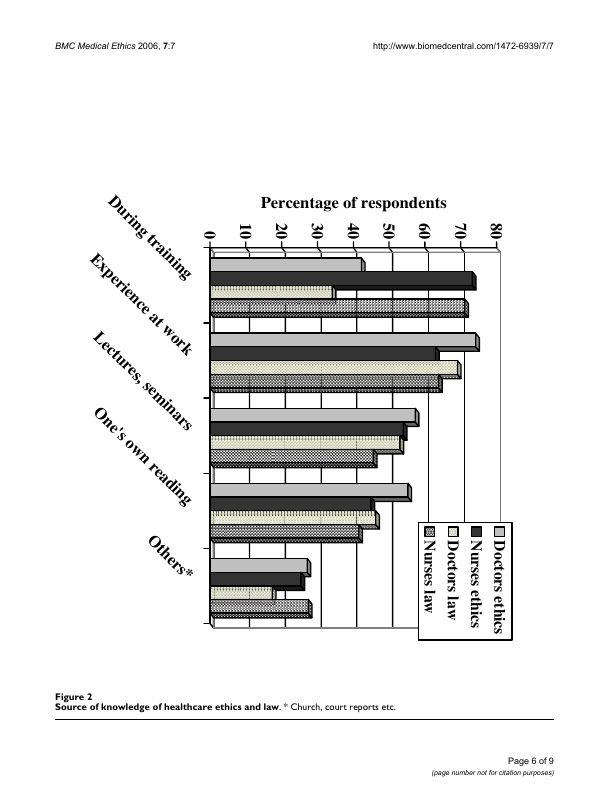 BMC Medical Ethics 2006, 7:7
http://www.biomedcentral.com/1472-6939/7/7
Percentage of respondents
0
10
20
30
40
50
60
70
80
During training
Experience at work
Lectures, seminars
One's own reading
Others*
Doctors ethics
Nurses ethics
Doctors law
Nurses law
Figure 2
Source of knowledge of healthcare ethics and law. * Church, court reports etc.
Page 6 of 9
(page number not for citation purposes)